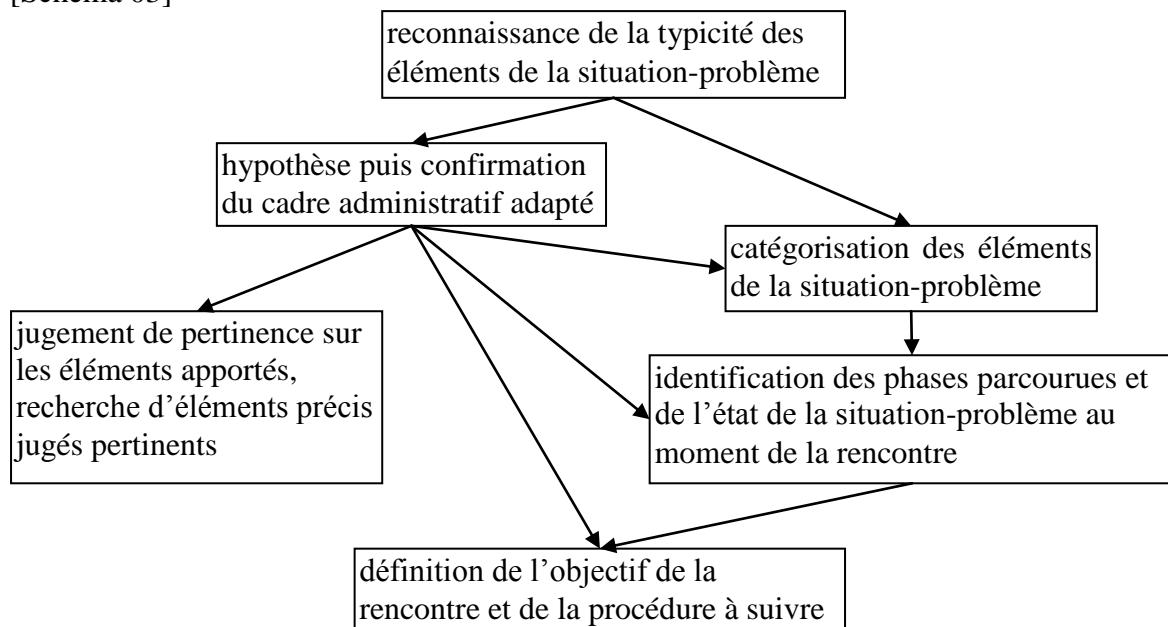 reconnaissance de la typicité des
éléments de la situation-problème
hypothèse puis confirmation
du cadre administratif adapté
catégorisation des éléments
de la situation-problème
jugement de pertinence sur
les éléments apportés,
recherche d'éléments précis
jugés pertinents
identification des phases parcourues et
de l'état de la situation-problème au
moment de la rencontre
définition de l'objectif de la
rencontre et de la procédure à suivre